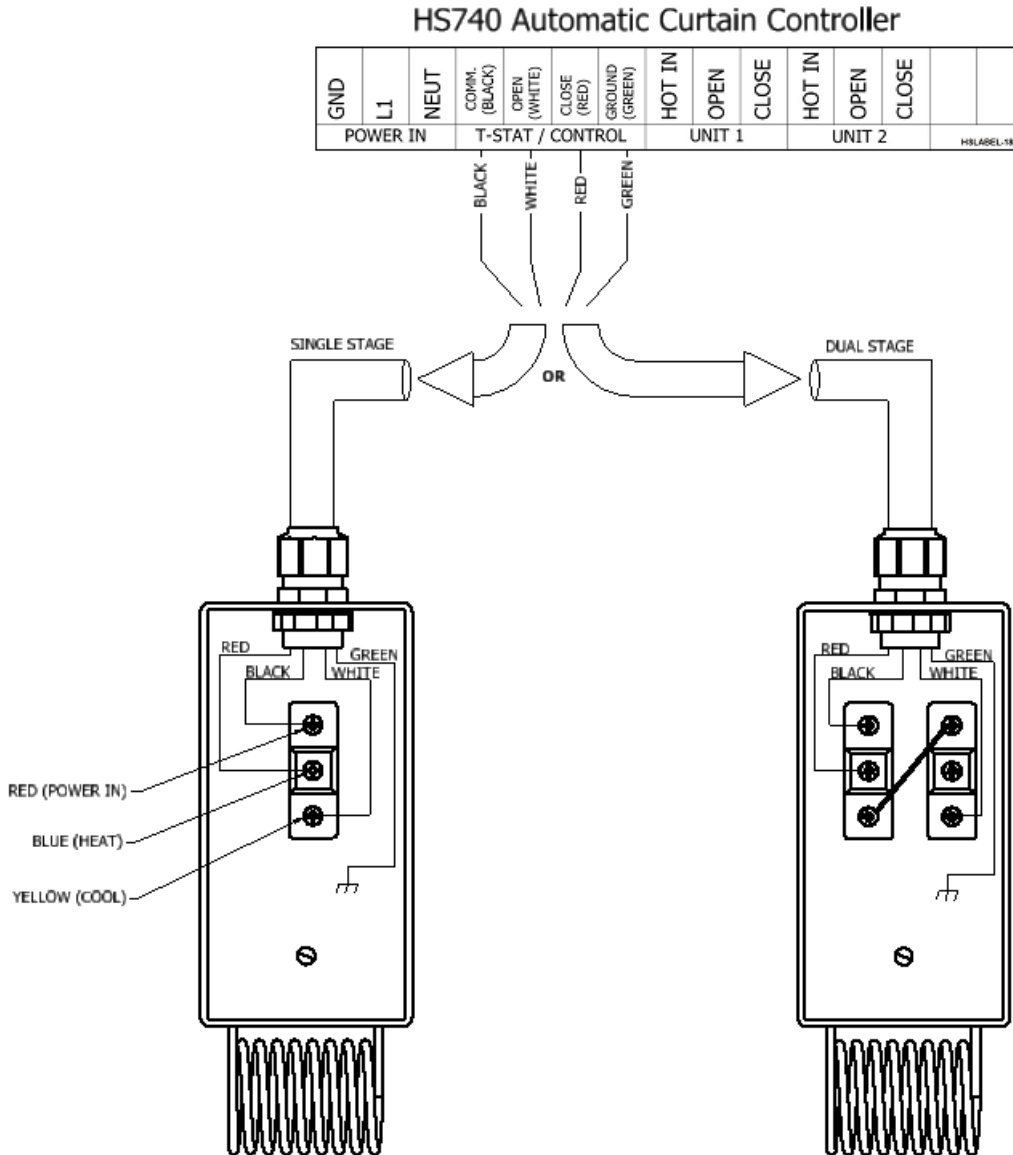 HS740 Automatic Curtain Controller
GND L1 NEUT COMM. (BLACK) OPEN (WHITE) CLOSE (RED) GROUND (GREEN) HOT IN OPEN CLOSE HOT IN OPEN CLOSE
POWER IN T-STAT / CONTROL UNIT 1 UNIT 2 HSLABEL-18
BLACK WHITE RED GREEN
SINGLE STAGE DUAL STAGE
OR
RED GREEN RED GREEN
BLACK WHITE BLACK WHITE
RED (POWER IN)
BLUE (HEAT)
YELLOW (COOL)